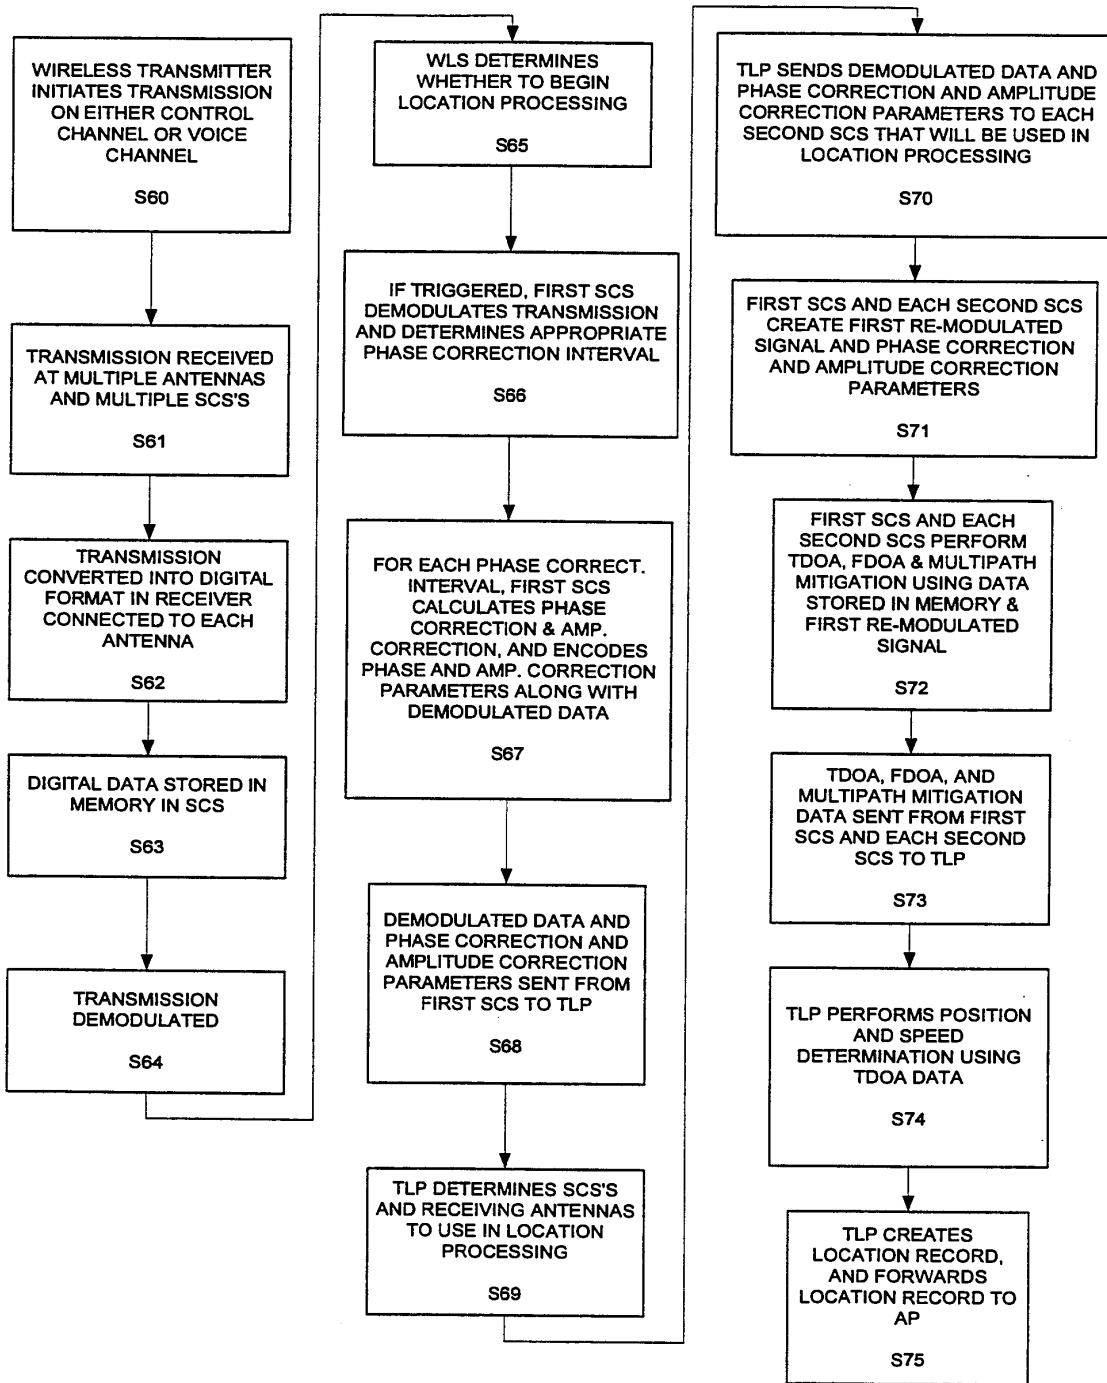 WIRELESS TRANSMITTER
INITIATES TRANSMISSION
ON EITHER CONTROL
CHANNEL OR VOICE
CHANNEL
S60
TRANSMISSION RECEIVED
AT MULTIPLE ANTENNAS
AND MULTIPLE SCS'S
S61
TRANSMISSION
CONVERTED INTO DIGITAL
FORMAT IN RECEIVER
CONNECTED TO EACH
ANTENNA
S62
DIGITAL DATA STORED IN
MEMORY IN SCS
S63
TRANSMISSION
DEMODULATED
S64
WLS DETERMINES
WHETHER TO BEGIN
LOCATION PROCESSING
S65
IF TRIGGERED, FIRST SCS
DEMODULATES TRANSMISSION
AND DETERMINES APPROPRIATE
PHASE CORRECTION INTERVAL
S66
FOR EACH PHASE CORRECT.
INTERVAL, FIRST SCS
CALCULATES PHASE
CORRECTION & AMP.
CORRECTION, AND ENCODES
PHASE AND AMP. CORRECTION
PARAMETERS ALONG WITH
DEMODULATED DATA
S67
DEMODULATED DATA AND
PHASE CORRECTION AND
AMPLITUDE CORRECTION
PARAMETERS SENT FROM
FIRST SCS TO TLP
S68
TLP DETERMINES SCS'S
AND RECEIVING ANTENNAS
TO USE IN LOCATION
PROCESSING
S69
TLP SENDS DEMODULATED DATA AND
PHASE CORRECTION AND AMPLITUDE
CORRECTION PARAMETERS TO EACH
SECOND SCS THAT WILL BE USED IN
LOCATION PROCESSING
S70
FIRST SCS AND EACH SECOND SCS
CREATE FIRST RE-MODULATED
SIGNAL AND PHASE CORRECTION
AND AMPLITUDE CORRECTION
PARAMETERS
S71
FIRST SCS AND EACH
SECOND SCS PERFORM
TDOA, FDOA & MULTIPATH
MITIGATION USING DATA
STORED IN MEMORY &
FIRST RE-MODULATED
SIGNAL
S72
TDOA, FDOA, AND
MULTIPATH MITIGATION
DATA SENT FROM FIRST
SCS AND EACH SECOND
SCS TO TLP
S73
TLP PERFORMS POSITION
AND SPEED
DETERMINATION USING
TDOA DATA
S74
TLP CREATES
LOCATION RECORD,
AND FORWARDS
LOCATION RECORD TO
AP
S75